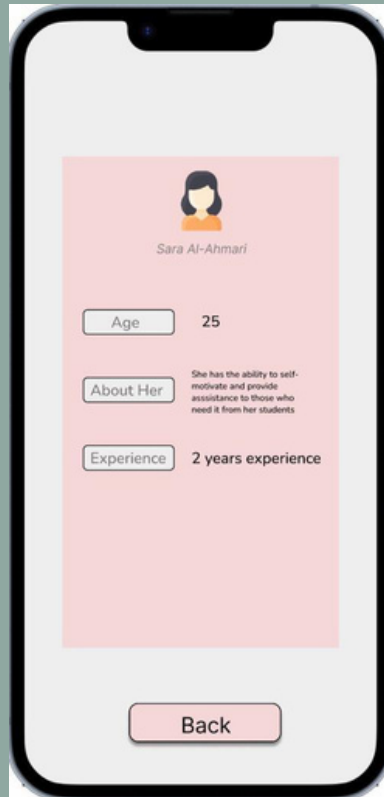 Sara Al-Ahmari
Age 25
About Her
She has the ability to self-
motivate and provide
asssistance to those who
need it from her students
Experience 2 years experience
Back